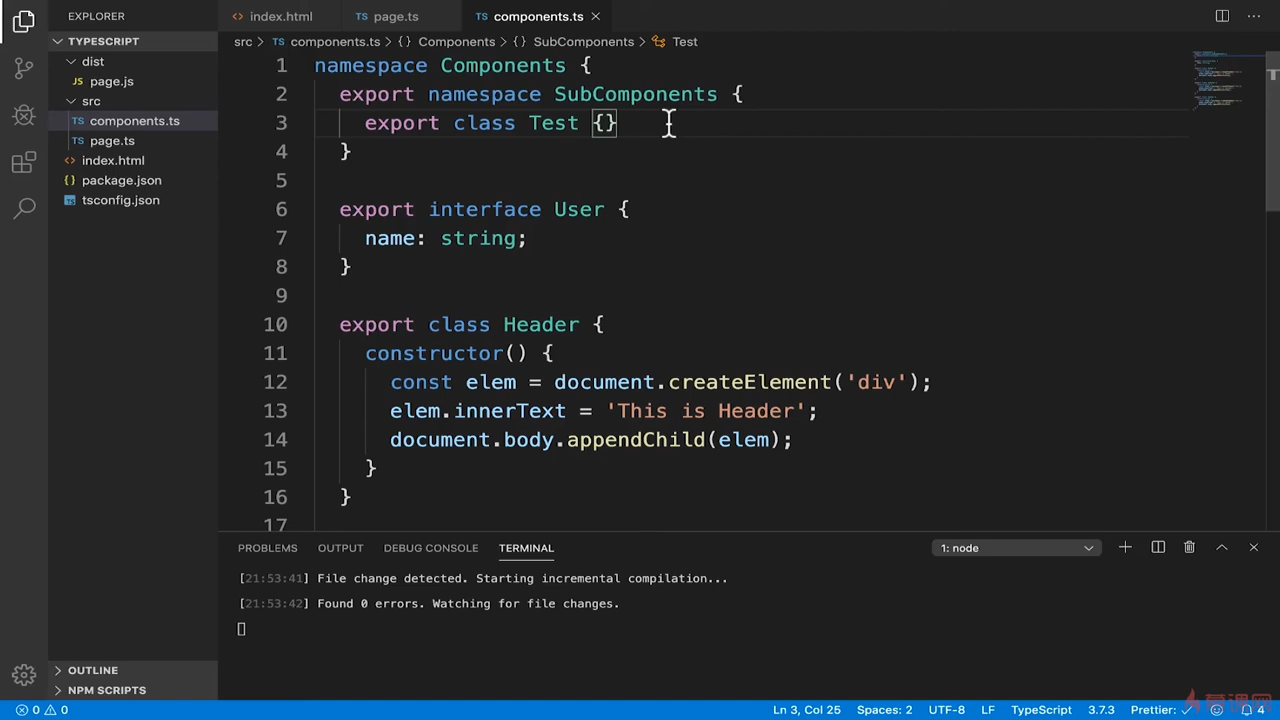 EXPLORER
TYPESCRIPT
dist
page.js
src
components.ts
page.ts
index.html
package.json
tsconfig.json
OUTLINE
NPM SCRIPTS
index.html page.ts components.ts
src components.ts Components SubComponents Test
1 namespace Components {
2 export namespace SubComponents {
3 export class Test {}
4 }
5
6 export interface User {
7 name: string;
8 }
9
10 export class Header {
11 constructor() {
12 const elem = document.createElement('div');
13 elem.innerText = 'This is Header';
14 document.body.appendChild(elem);
15 }
16 }
17
PROBLEMS OUTPUT DEBUG CONSOLE TERMINAL 1: node
[21:53:41] File change detected. Starting incremental compilation...
[21:53:42] Found 0 errors. Watching for file changes.
0 0 Ln 3, Col 25 Spaces: 2 UTF-8 LF TypeScript 3.7.3 Prettier: 4
慕课网